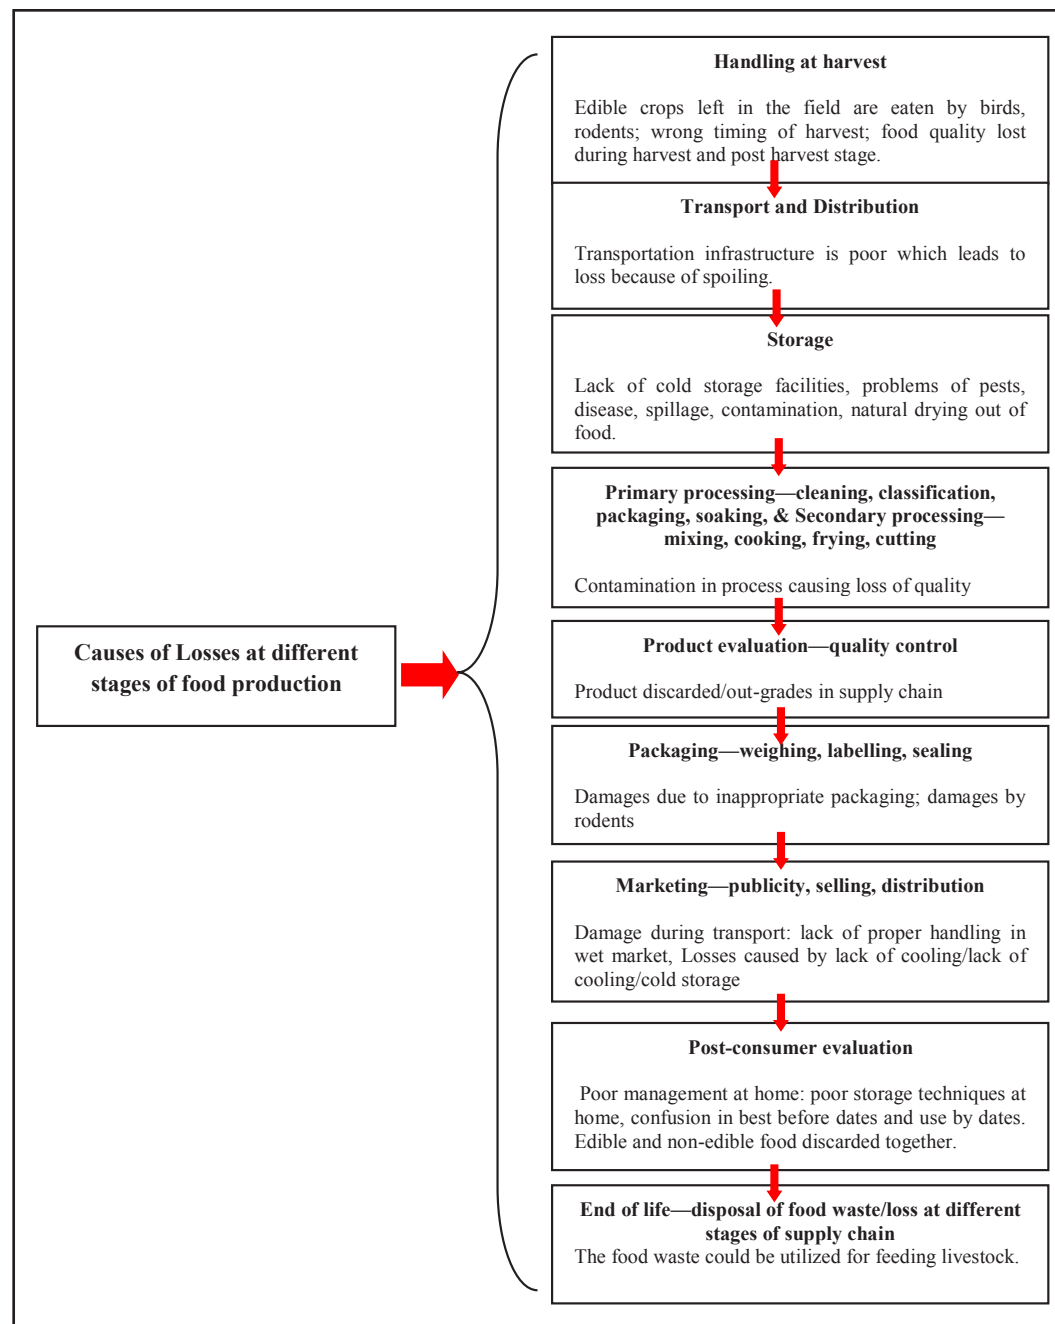 Handling at harvest
Edible crops left in the field are eaten by birds,
rodents; wrong timing of harvest; food quality lost
during harvest and post harvest stage.
Transport and Distribution
Transportation infrastructure is poor which leads to
loss because of spoiling.
Storage
Lack of cold storage facilities, problems of pests,
disease, spillage, contamination, natural drying out of
food.
Primary processing—cleaning, classification,
packaging, soaking, & Secondary processing—
mixing, cooking, frying, cutting
Contamination in process causing loss of quality
Causes of Losses at different
stages of food production
Product evaluation—quality control
Product discarded/out-grades in supply chain
Packaging—weighing, labelling, sealing
Damages due to inappropriate packaging; damages by
rodents
Marketing—publicity, selling, distribution
Damage during transport: lack of proper handling in
wet market, Losses caused by lack of cooling/lack of
cooling/cold storage
Post-consumer evaluation
Poor management at home: poor storage techniques at
home, confusion in best before dates and use by dates.
Edible and non-edible food discarded together.
End of life—disposal of food waste/loss at different
stages of supply chain
The food waste could be utilized for feeding livestock.